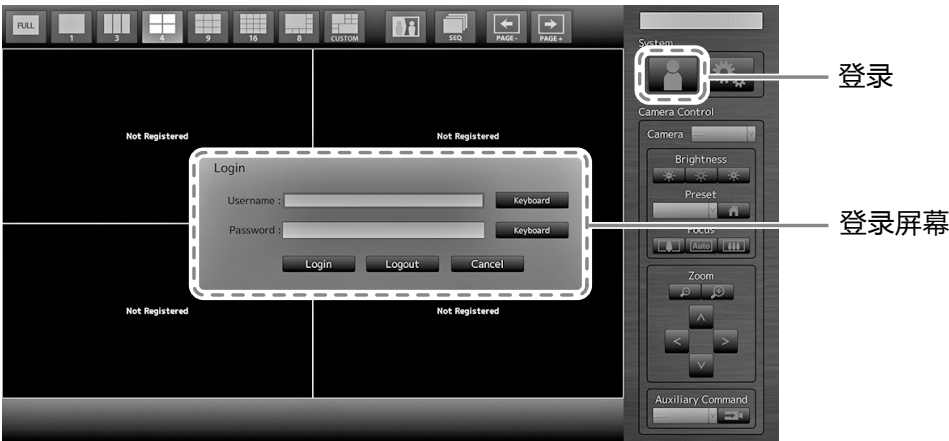 FULL
1
3
4
9
16
8
CUSTOM
SEQ
PAGE-
PAGE+
System
登录
Camera Control
Camera
Not Registered
Not Registered
Login
Brightness
Username :
Keyboard
Preset
Password :
Keyboard
登录屏幕
Focus
Auto
Login
Logout
Cancel
Zoom
Not Registered
Not Registered
Auxiliary Command